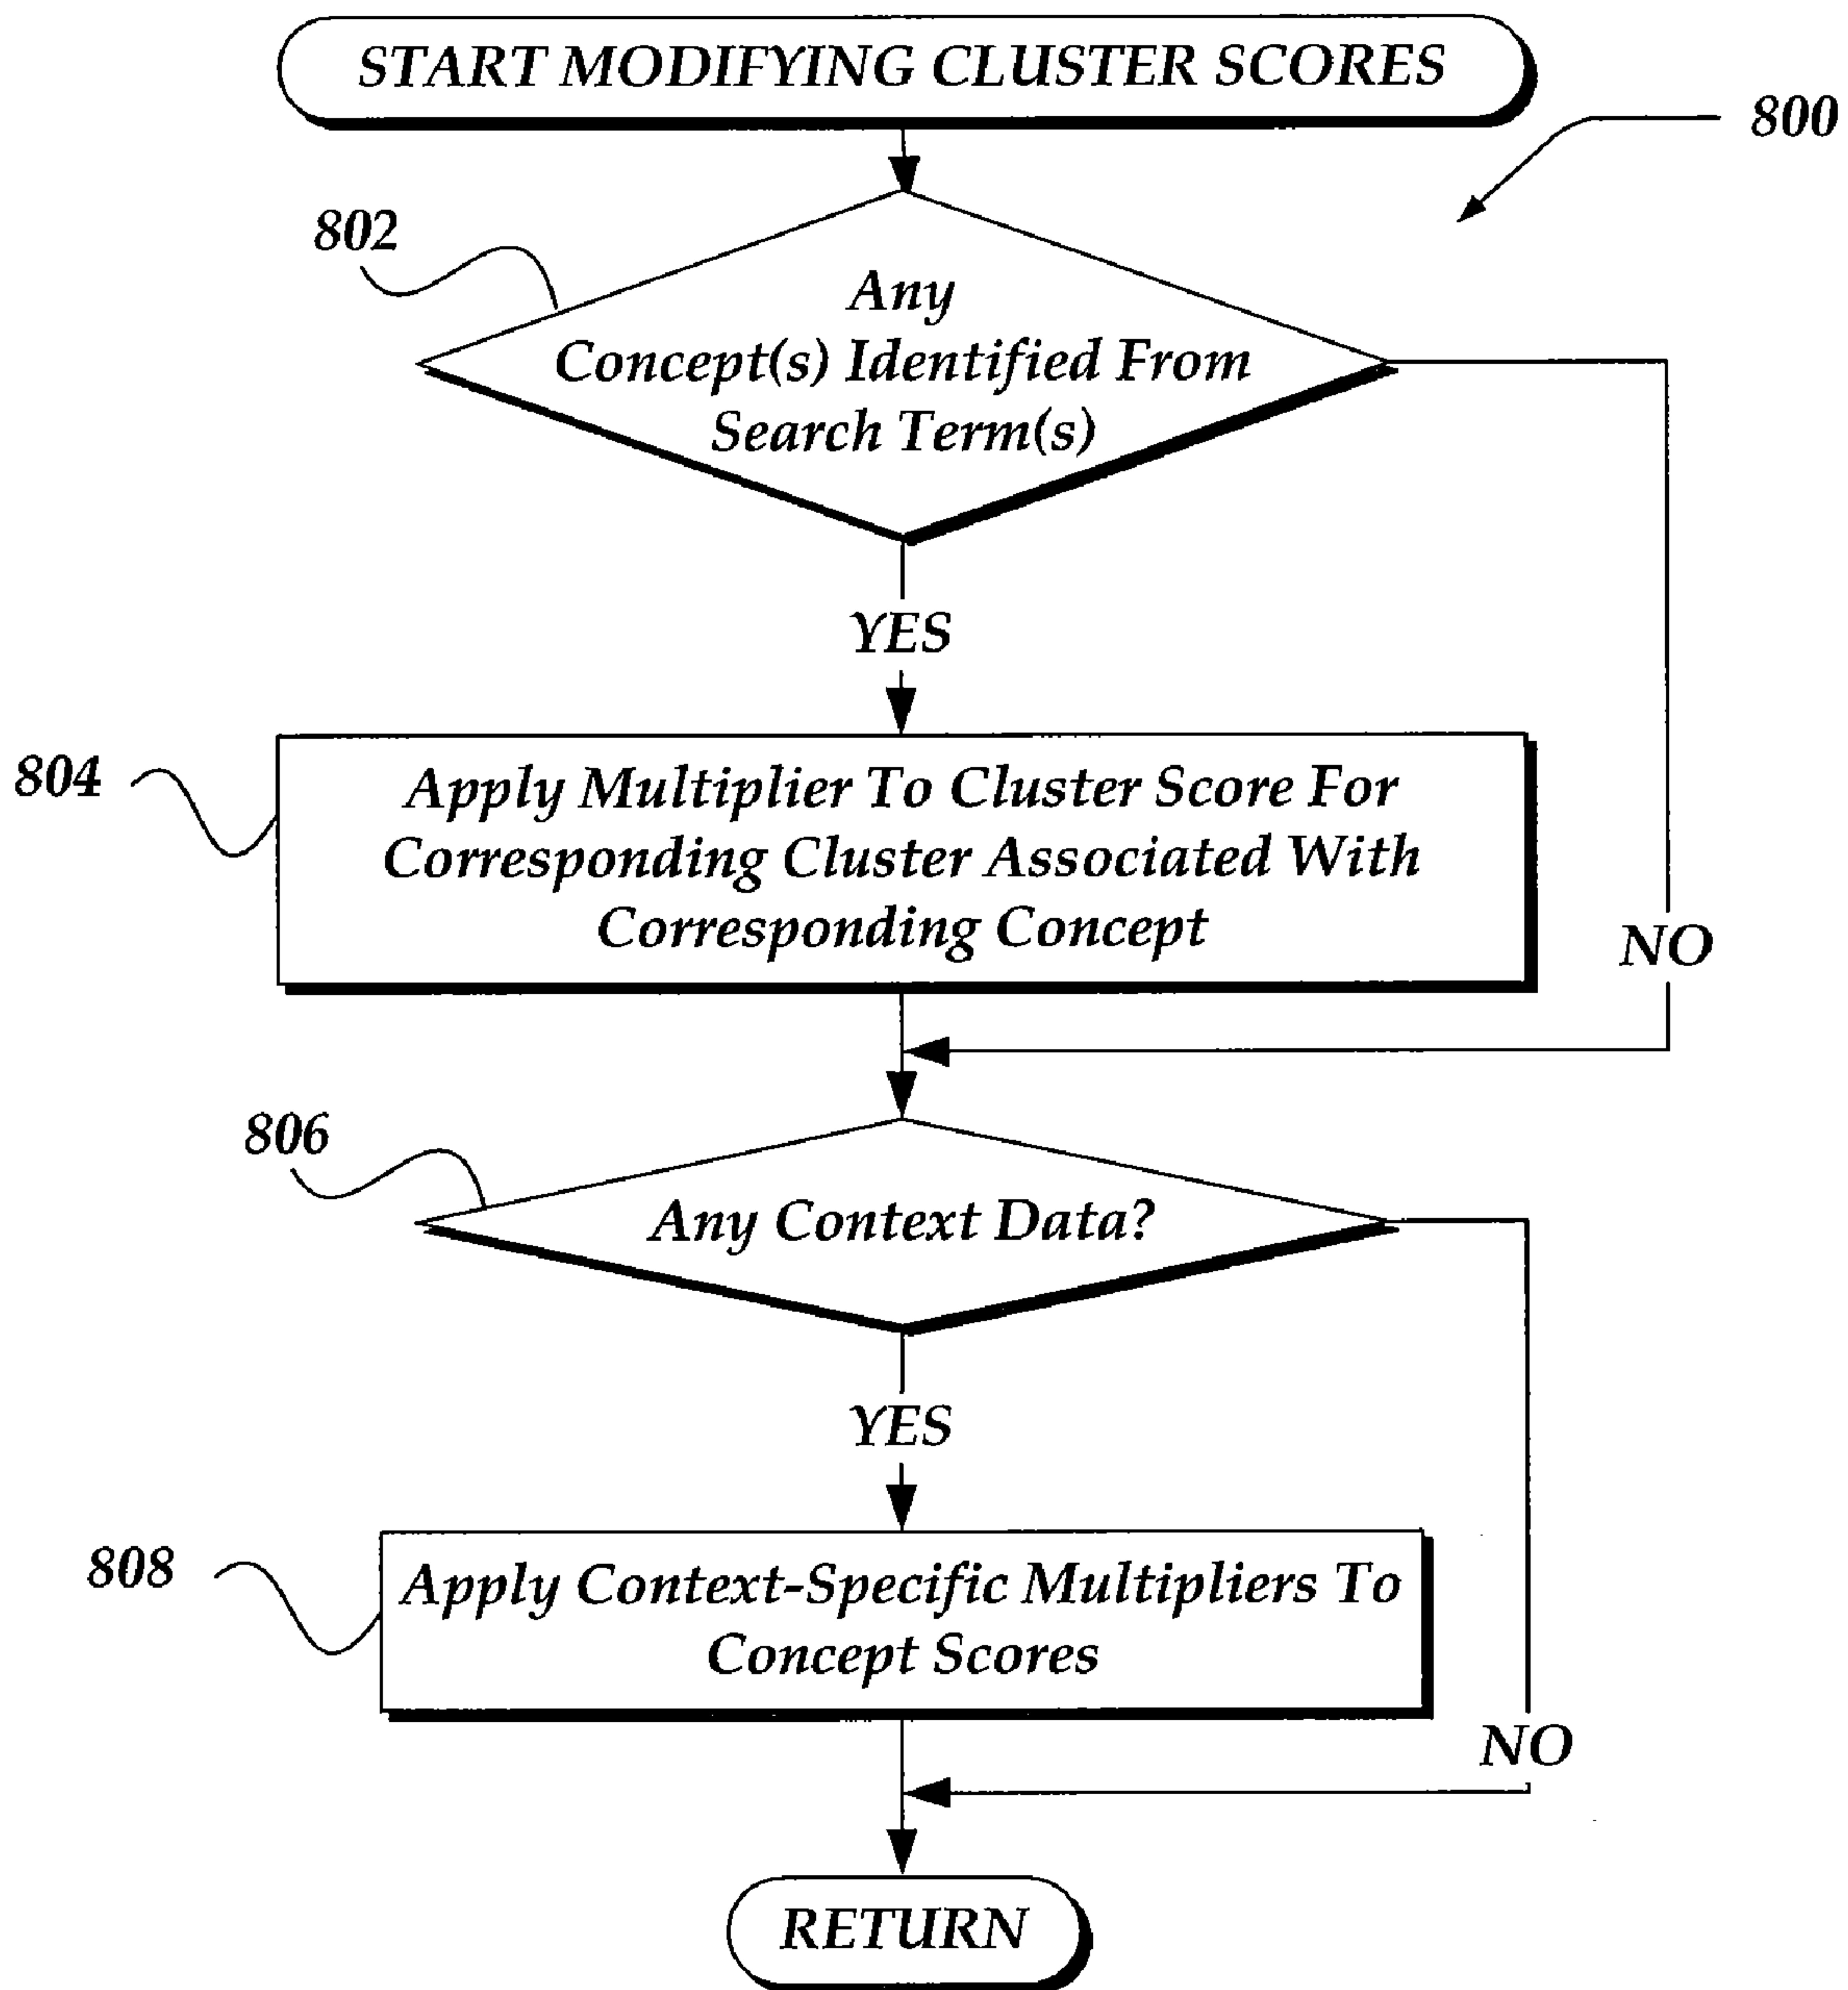 START MODIFYING CLUSTER SCORES
800
802
Any
Concept(s) Identified From
Search Term(s)
YES
804
Apply Multiplier To Cluster Score For
Corresponding Cluster Associated With
Corresponding Concept
NO
806
Any Context Data?
YES
808
Apply Context-Specific Multipliers To
Concept Scores
NO
RETURN